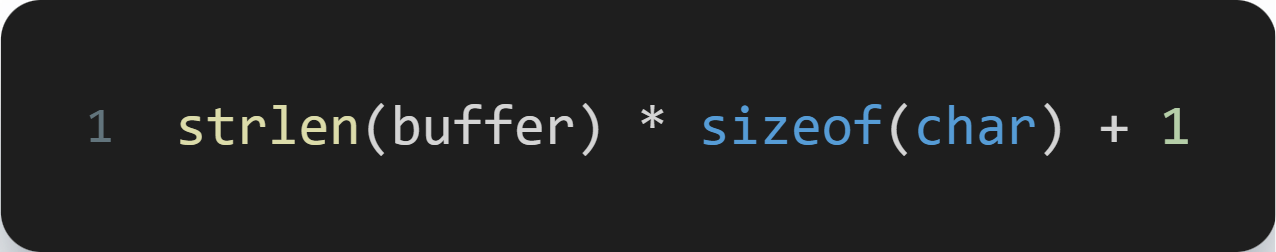 1 strlen(buffer) * sizeof(char) + 1